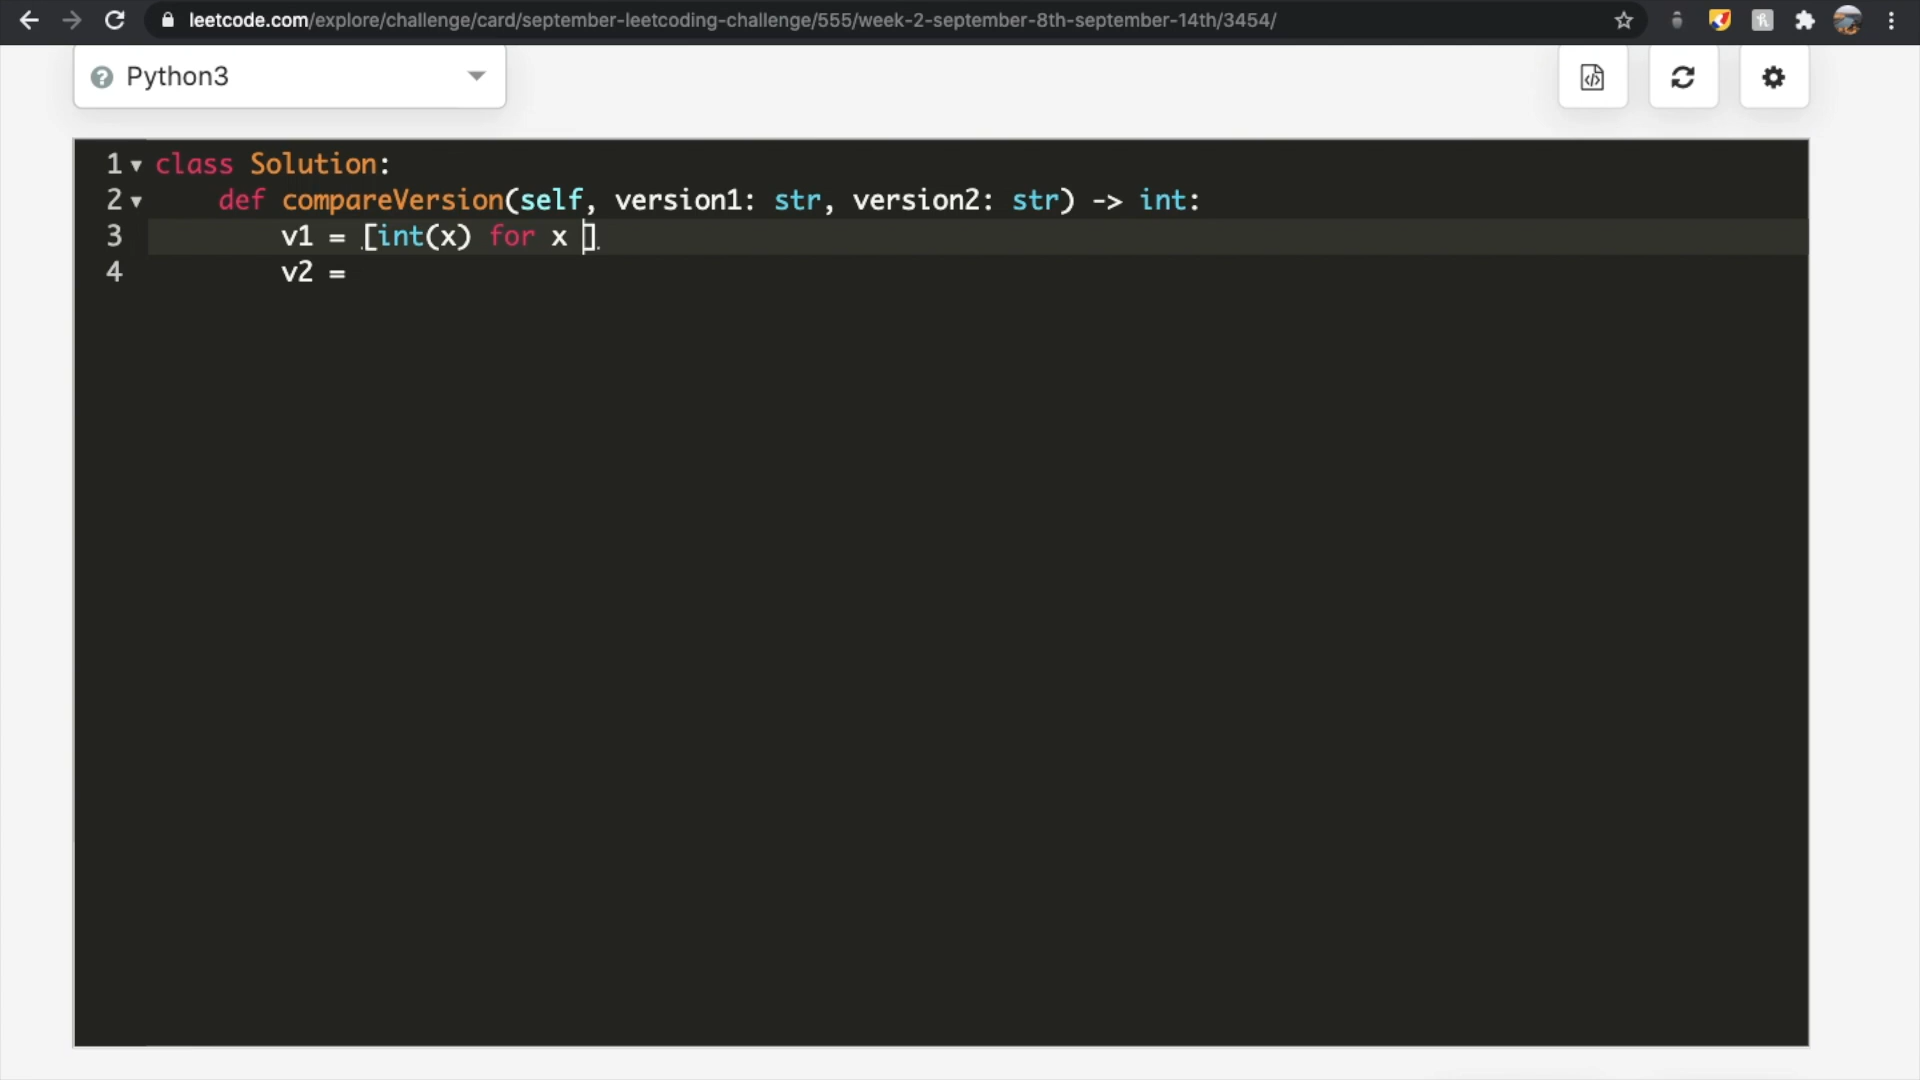 leetcode.com/explore/challenge/card/september-leetcoding-challenge/555/week-2-september-8th-september-14th/3454/
Python3
1 class Solution:
2     def compareVersion(self, version1: str, version2: str) -> int:
3         v1 = [int(x) for x ]
4         v2 =